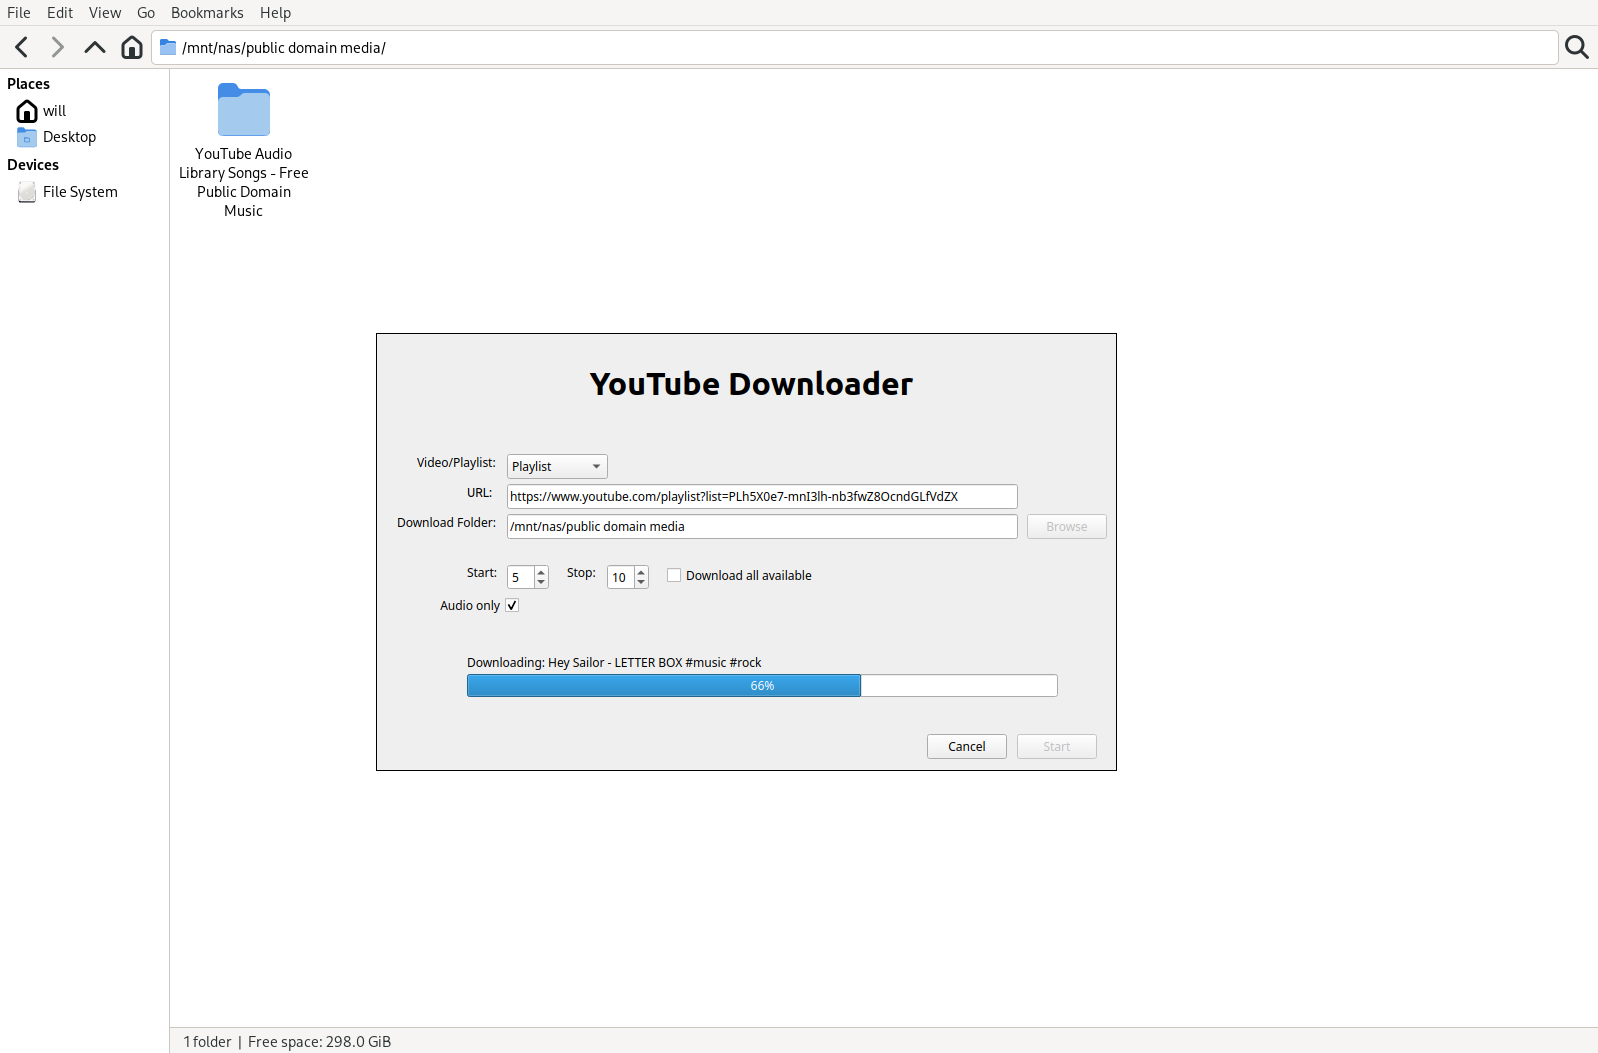 File Edit View Go Bookmarks Help
/mnt/nas/public domain media/
Places
will
Desktop
Devices
File System
YouTube Audio
Library Songs - Free
Public Domain
Music
YouTube Downloader
Video/Playlist: Playlist
URL: https://www.youtube.com/playlist?list=PLh5X0e7-mnI3lh-nb3fwZ8OcndGLfVdZX
Download Folder: /mnt/nas/public domain media Browse
Start: 5 Stop: 10 Download all available
Audio only
Downloading: Hey Sailor - LETTER BOX #music #rock
66%
Cancel Start
1 folder | Free space: 298.0 GiB